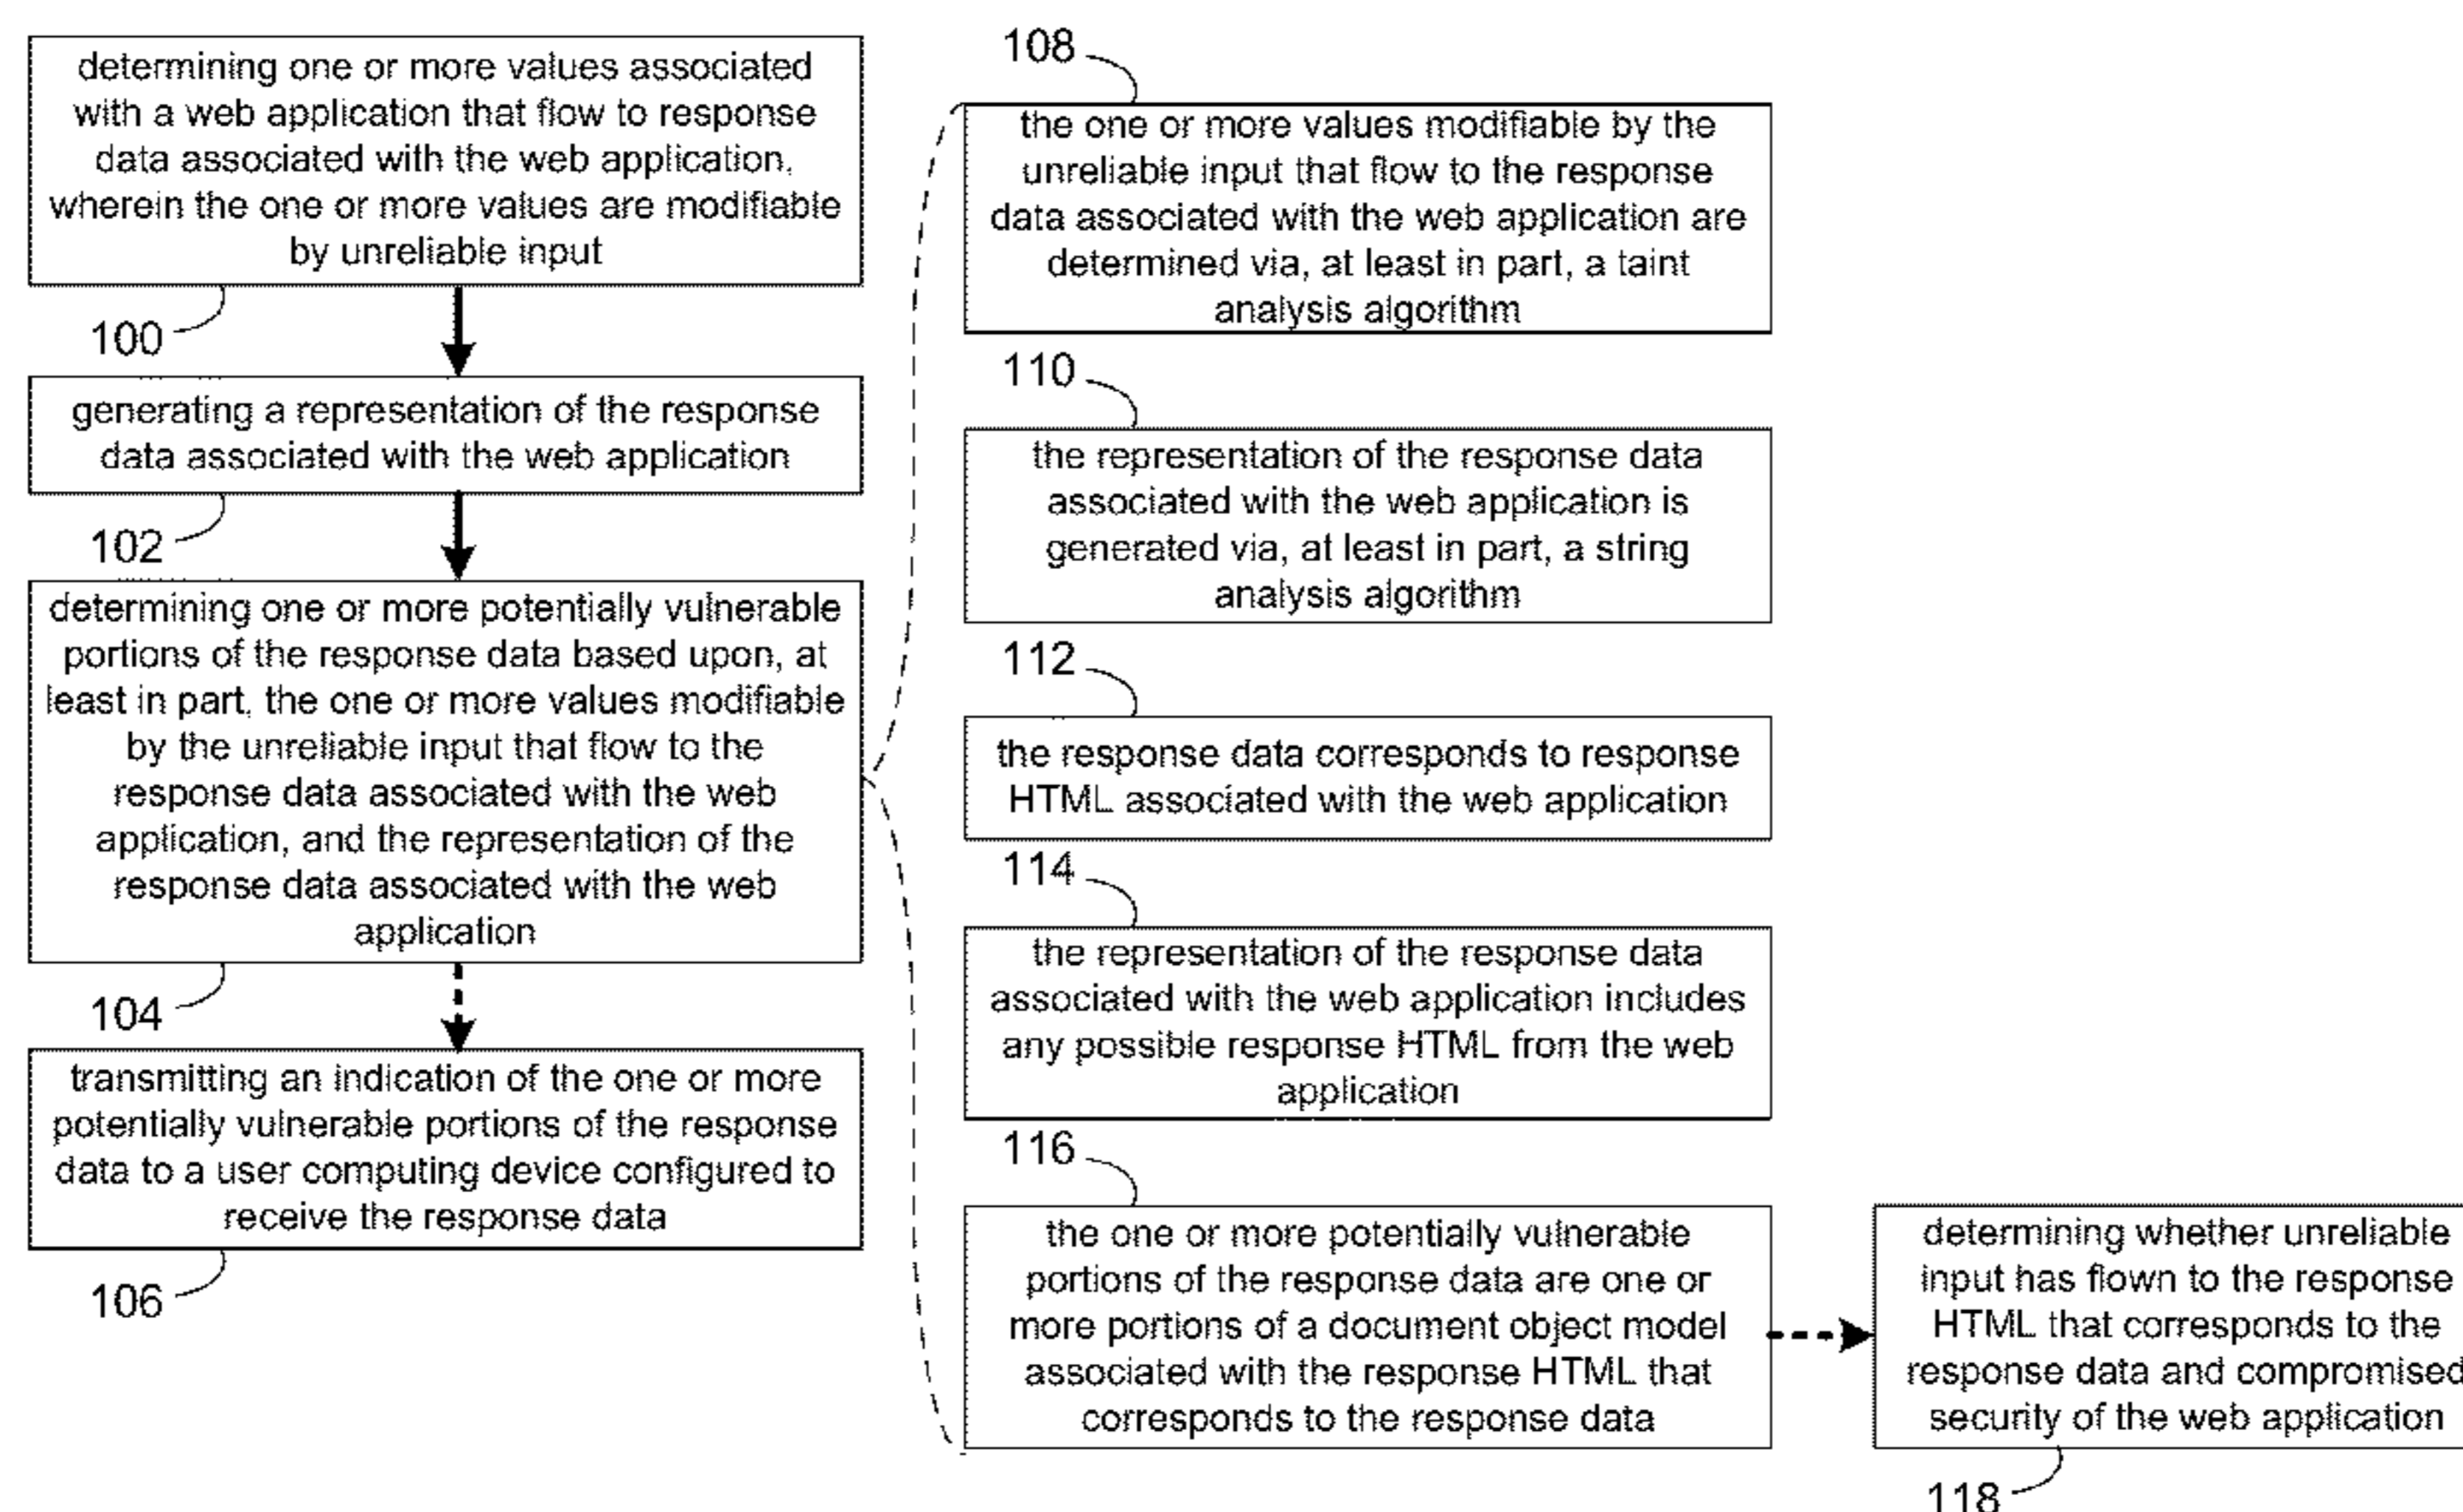 determining one or more values associated
with a web application that flow to response
data associated with the web application,
wherein the one or more values are modifiable
by unreliable input
100
generating a representation of the response
data associated with the web application
102
determining one or more potentially vulnerable
portions of the response data based upon, at
least in part, the one or more values modifiable
by the unreliable input that flow to the
response data associated with the web
application, and the representation of the
response data associated with the web
application
104
transmitting an indication of the one or more
potentially vulnerable portions of the response
data to a user computing device configured to
receive the response data
106
108
the one or more values modifiable by the
unreliable input that flow to the response
data associated with the web application are
determined via, at least in part, a taint
analysis algorithm
110
the representation of the response data
associated with the web application is
generated via, at least in part, a string
analysis algorithm
112
the response data corresponds to response
HTML associated with the web application
114
the representation of the response data
associated with the web application includes
any possible response HTML from the web
application
116
the one or more potentially vulnerable
portions of the response data are one or
more portions of a document object model
associated with the response HTML that
corresponds to the response data
determining whether unreliable
input has flown to the response
HTML that corresponds to the
response data and compromised
security of the web application
118